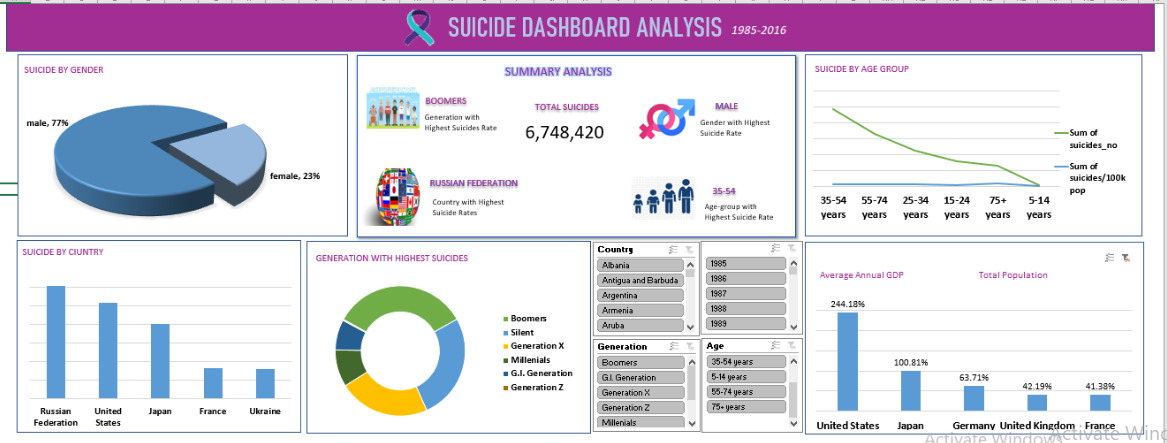 SUICIDE DASHBOARD ANALYSIS 1985-2016
SUICIDE BY GENDER
male, 77%
female, 23%
SUMMARY ANALYSIS
BOOMERS
Generation with
Highest Suicides Rate
TOTAL SUICIDES
6,748,420
MALE
Gender with Highest
Suicide Rate
RUSSIAN FEDERATION
Country with Highest
Suicide Rates
35-54
Age-group with
Highest Suicide Rate
SUICIDE BY AGE GROUP
Sum of
suicides_no
Sum of
suicides/100k
pop
35-54 years
55-74 years
25-34 years
15-24 years
75+ years
5-14 years
SUICIDE BY CIUNTRY
Russian Federation
United States
Japan
France
Ukraine
GENERATION WITH HIGHEST SUICIDES
Boomers
Silent
Generation X
Millenials
G.I. Generation
Generation Z
Country
Albania
Antigua and Barbuda
Argentina
Armenia
Aruba
1985
1986
1987
1988
1989
Generation
Boomers
G.I. Generation
Generation X
Generation Z
Millenials
Age
35-54 years
5-14 years
55-74 years
75+ years
Average Annual GDP
Total Population
244.18%
100.81%
63.71%
42.19%
41.38%
United States
Japan
Germany
United Kingdom
France
Activate Windows
Activate Wind